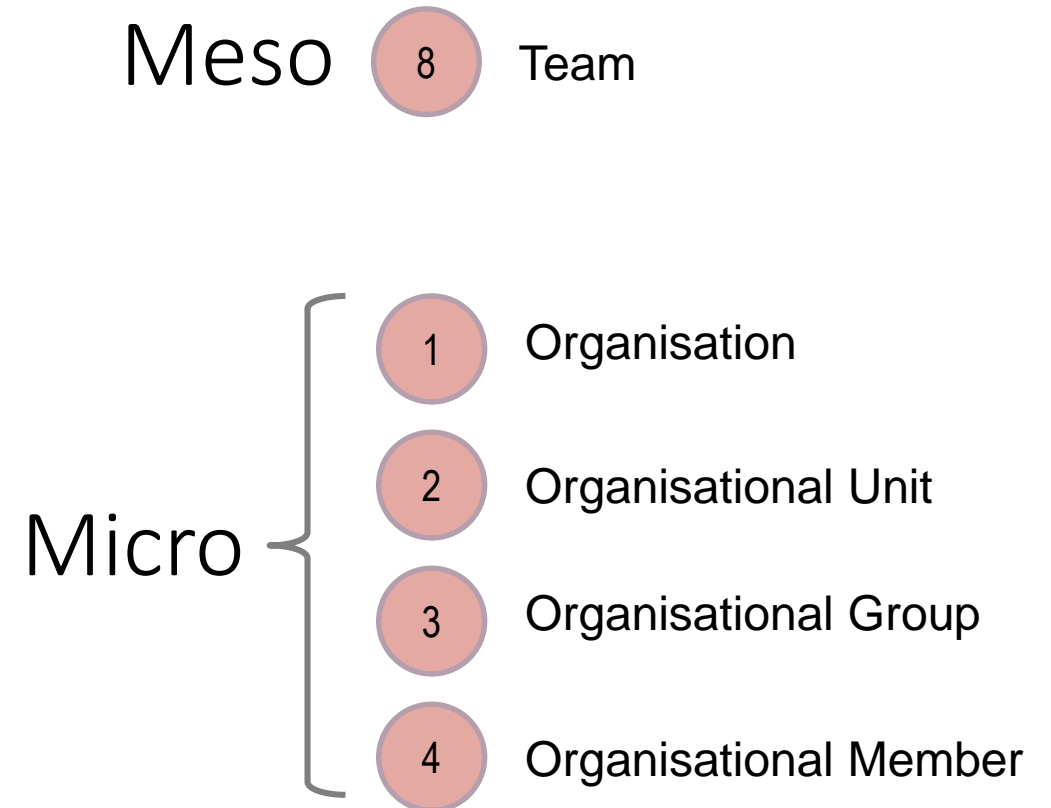 Meso 8 Team
1 Organisation
2 Organisational Unit
Micro
3 Organisational Group
4 Organisational Member